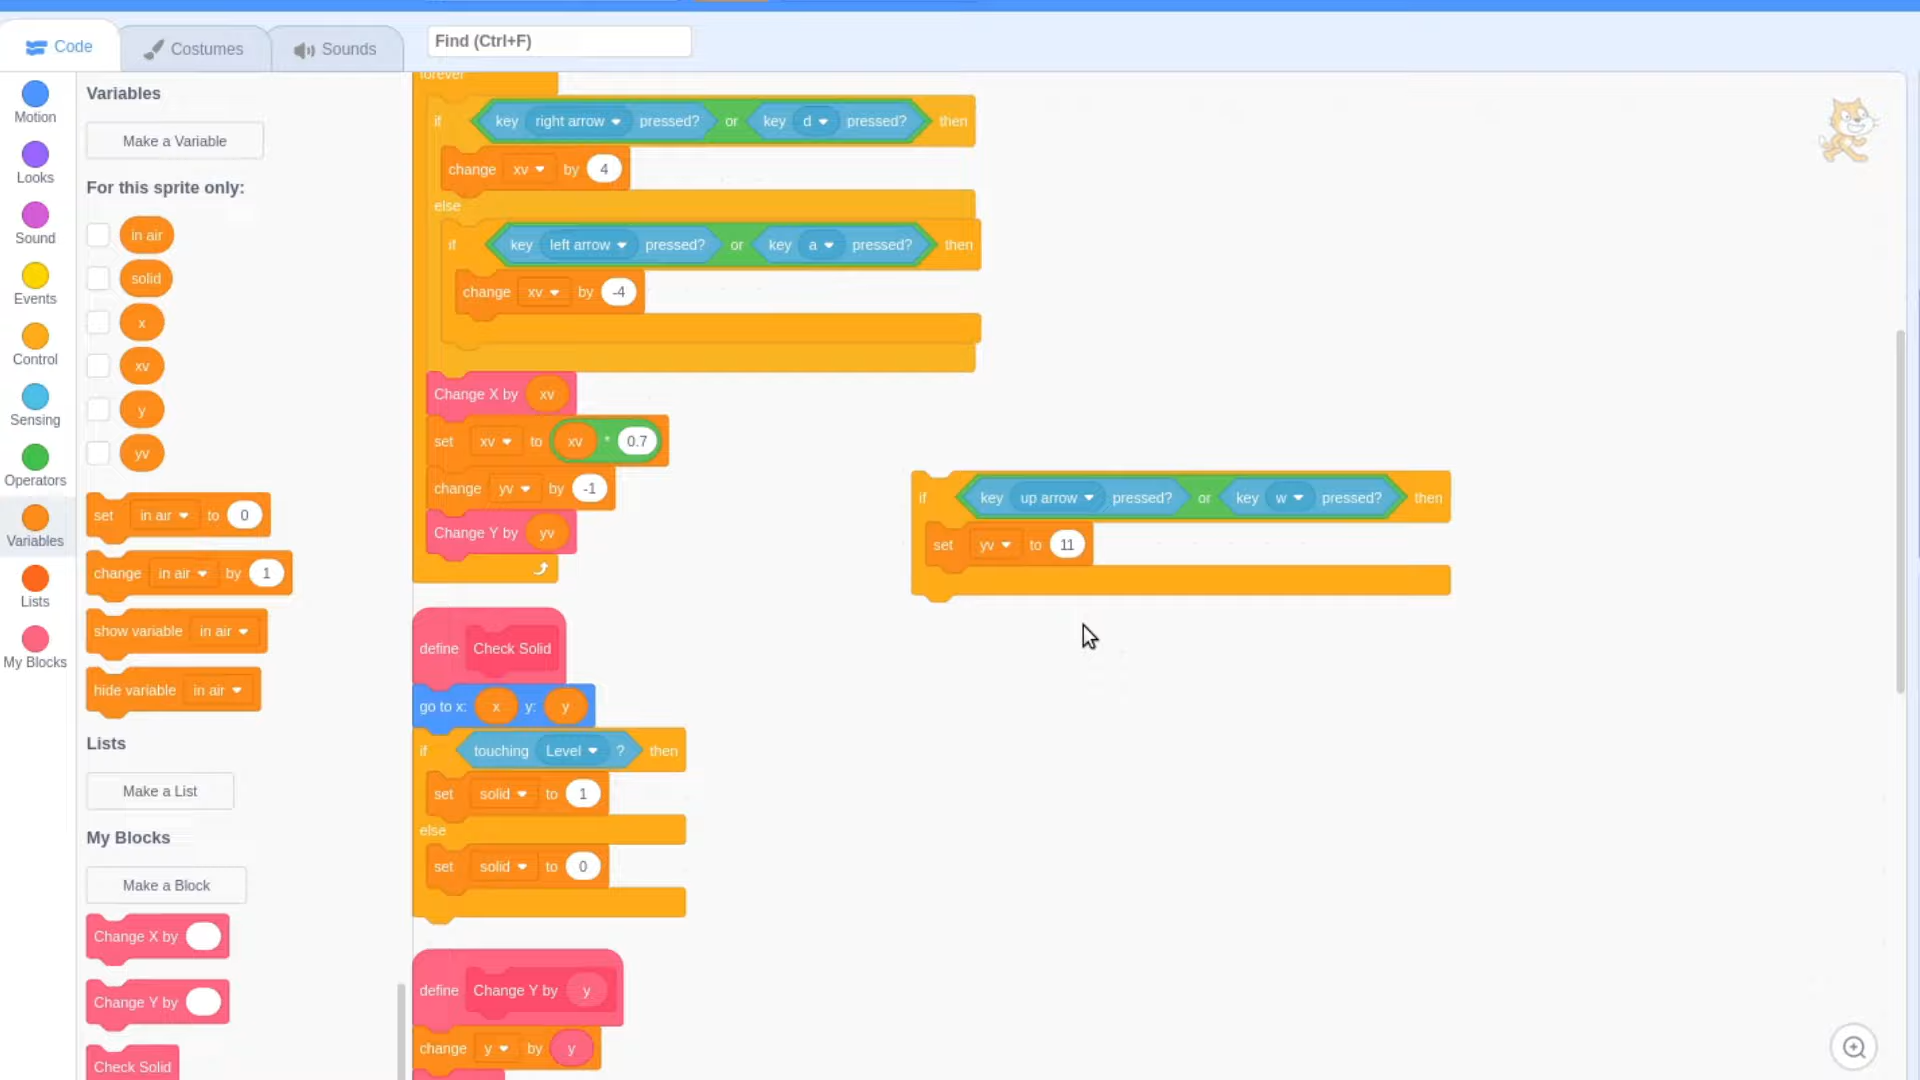 Code
Costumes
Sounds
Find (Ctrl+F)
Motion
Looks
Sound
Events
Control
Sensing
Operators
Variables
Lists
My Blocks
Variables
Make a Variable
For this sprite only:
in air
solid
x
xv
y
yv
set in air to 0
change in air by 1
show variable in air
hide variable in air
Lists
Make a List
My Blocks
Make a Block
Change X by
Change Y by
Check Solid
forever
if key right arrow pressed? or key d pressed? then
change xv by 4
else
if key left arrow pressed? or key a pressed? then
change xv by -4
Change X by xv
set xv to xv * 0.7
change yv by -1
Change Y by yv
define Check Solid
go to x: x y: y
if touching Level ? then
set solid to 1
else
set solid to 0
define Change Y by y
change y by y
if key up arrow pressed? or key w pressed? then
set yv to 11